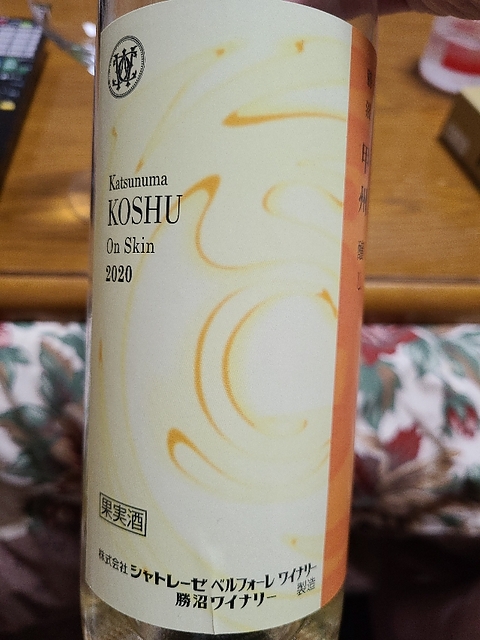 Katsunuma
KOSHU
On Skin
2020
果実酒
株式会社 シャトレーゼ ベルフォーレ ワイナリー
勝沼ワイナリー 製造
甲州